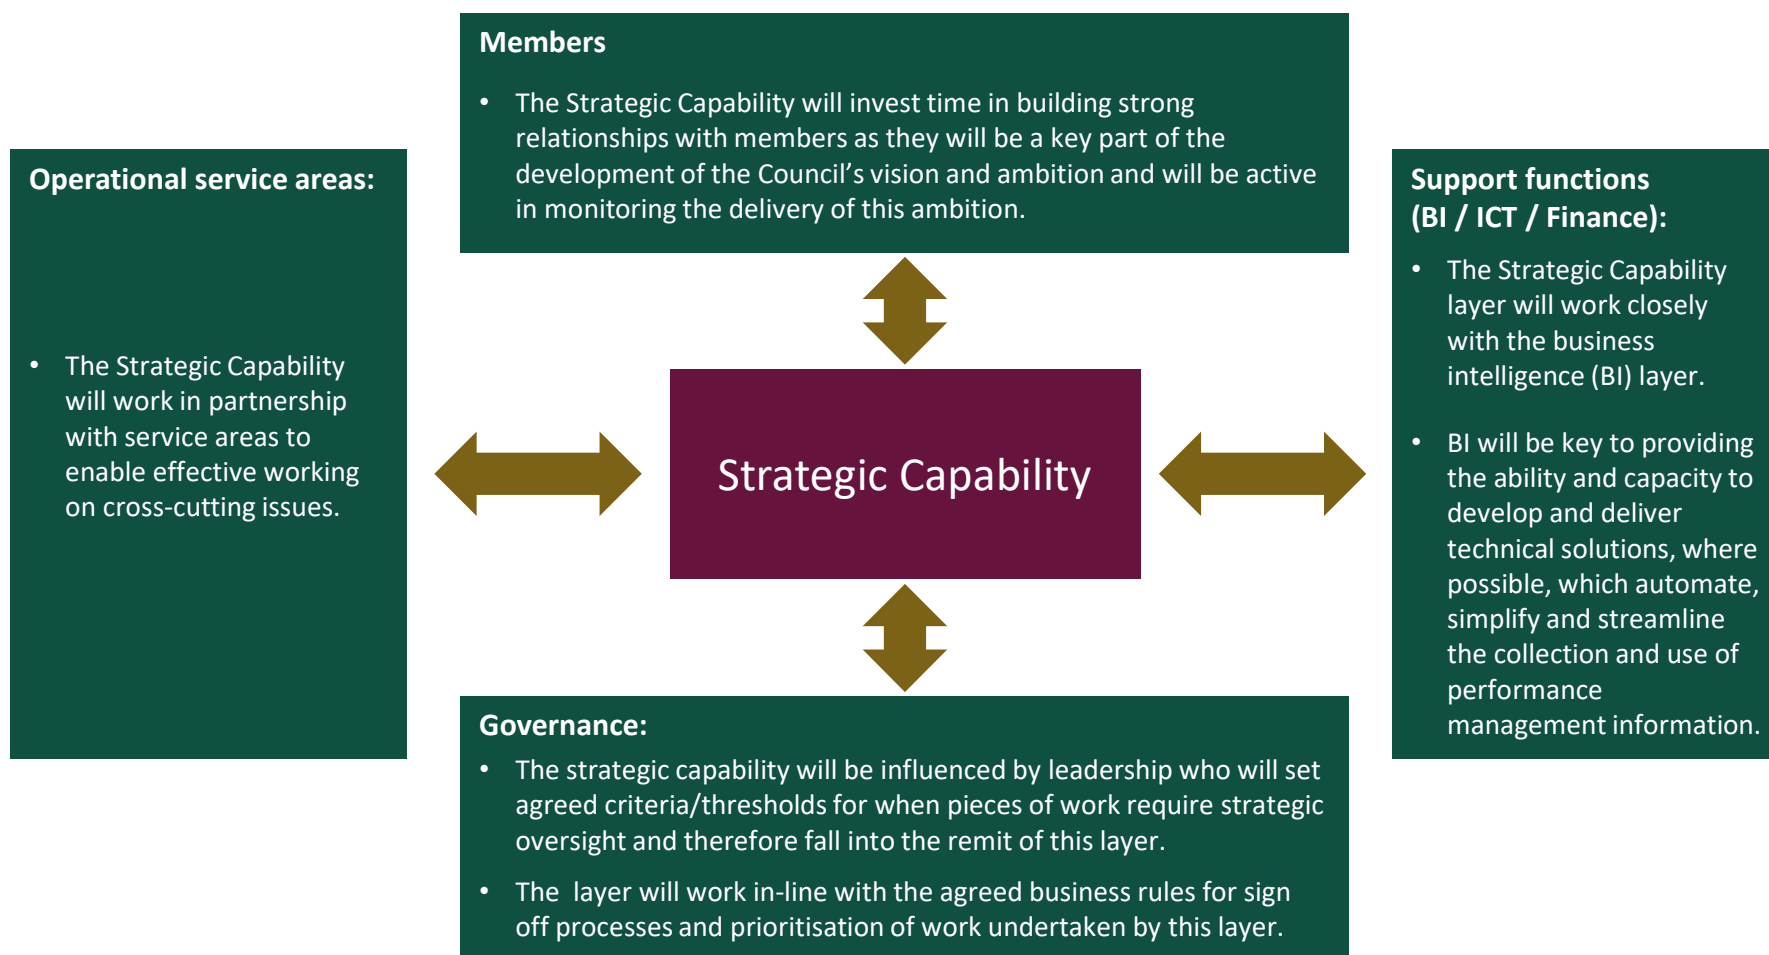 Members
• The Strategic Capability will invest time in building strong
relationships with members as they will be a key part of the
development of the Council’s vision and ambition and will be active
in monitoring the delivery of this ambition.
Operational service areas:
• The Strategic Capability
will work in partnership
with service areas to
enable effective working
on cross-cutting issues.
Strategic Capability
Support functions
(BI / ICT / Finance):
• The Strategic Capability
layer will work closely
with the business
intelligence (BI) layer.
• BI will be key to providing
the ability and capacity to
develop and deliver
technical solutions, where
possible, which automate,
simplify and streamline
the collection and use of
performance
management information.
Governance:
• The strategic capability will be influenced by leadership who will set
agreed criteria/thresholds for when pieces of work require strategic
oversight and therefore fall into the remit of this layer.
• The  layer will work in-line with the agreed business rules for sign
off processes and prioritisation of work undertaken by this layer.